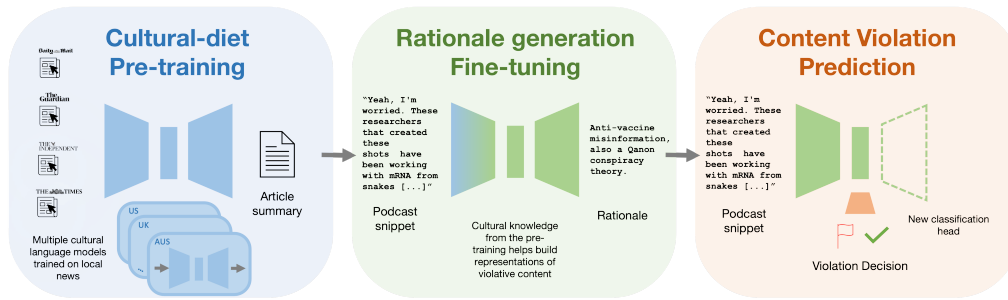 Cultural-diet
Pre-training
Daily Mail
The
Guardian
THE
INDEPENDENT
THE TIMES
Multiple cultural
language models
trained on local
news
US
UK
AUS
...
Article
summary
Rationale generation
Fine-tuning
"Yeah, I'm
worried. These
researchers
that created
these
shots have
been working
with mRNA from
snakes [...]"
Podcast
snippet
Cultural knowledge
from the pre-
training helps build
representations of
violative content
Anti-vaccine
misinformation,
also a Qanon
conspiracy
theory.
Rationale
Content Violation
Prediction
"Yeah, I'm
worried. These
researchers
that created
these
shots have
been working
with mRNA from
snakes [...]"
Podcast
snippet
New classification
head
Violation Decision